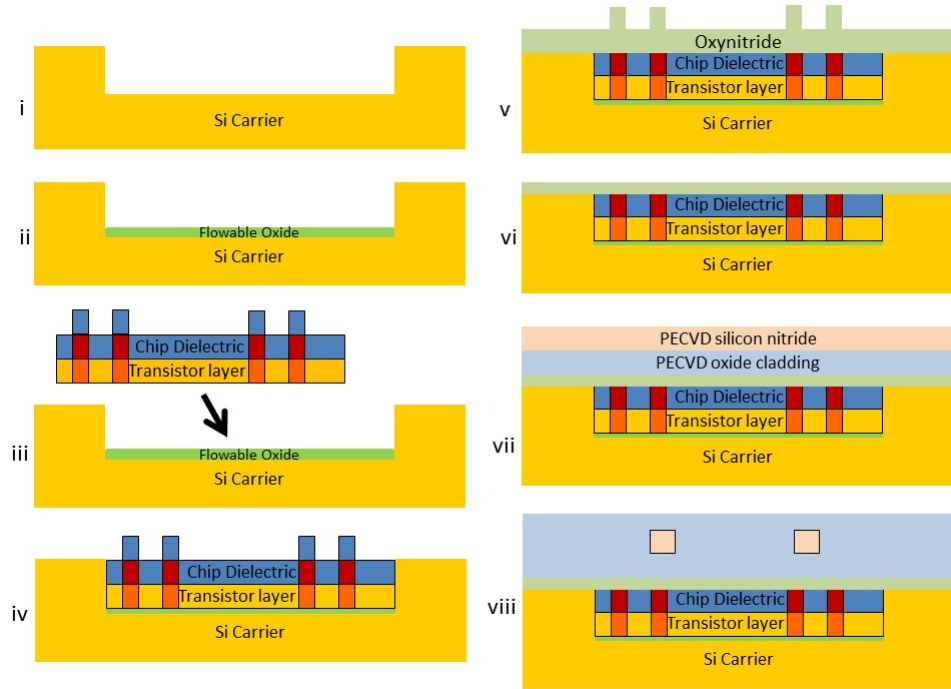 i
Si Carrier
ii
Flowable Oxide
Si Carrier
Chip Dielectric
Transistor layer
iii
Flowable Oxide
Si Carrier
iv
Chip Dielectric
Transistor layer
Si Carrier
v
Oxynitride
Chip Dielectric
Transistor layer
Si Carrier
vi
Chip Dielectric
Transistor layer
Si Carrier
vii
PECVD silicon nitride
PECVD oxide cladding
Chip Dielectric
Transistor layer
Si Carrier
viii
Chip Dielectric
Transistor layer
Si Carrier